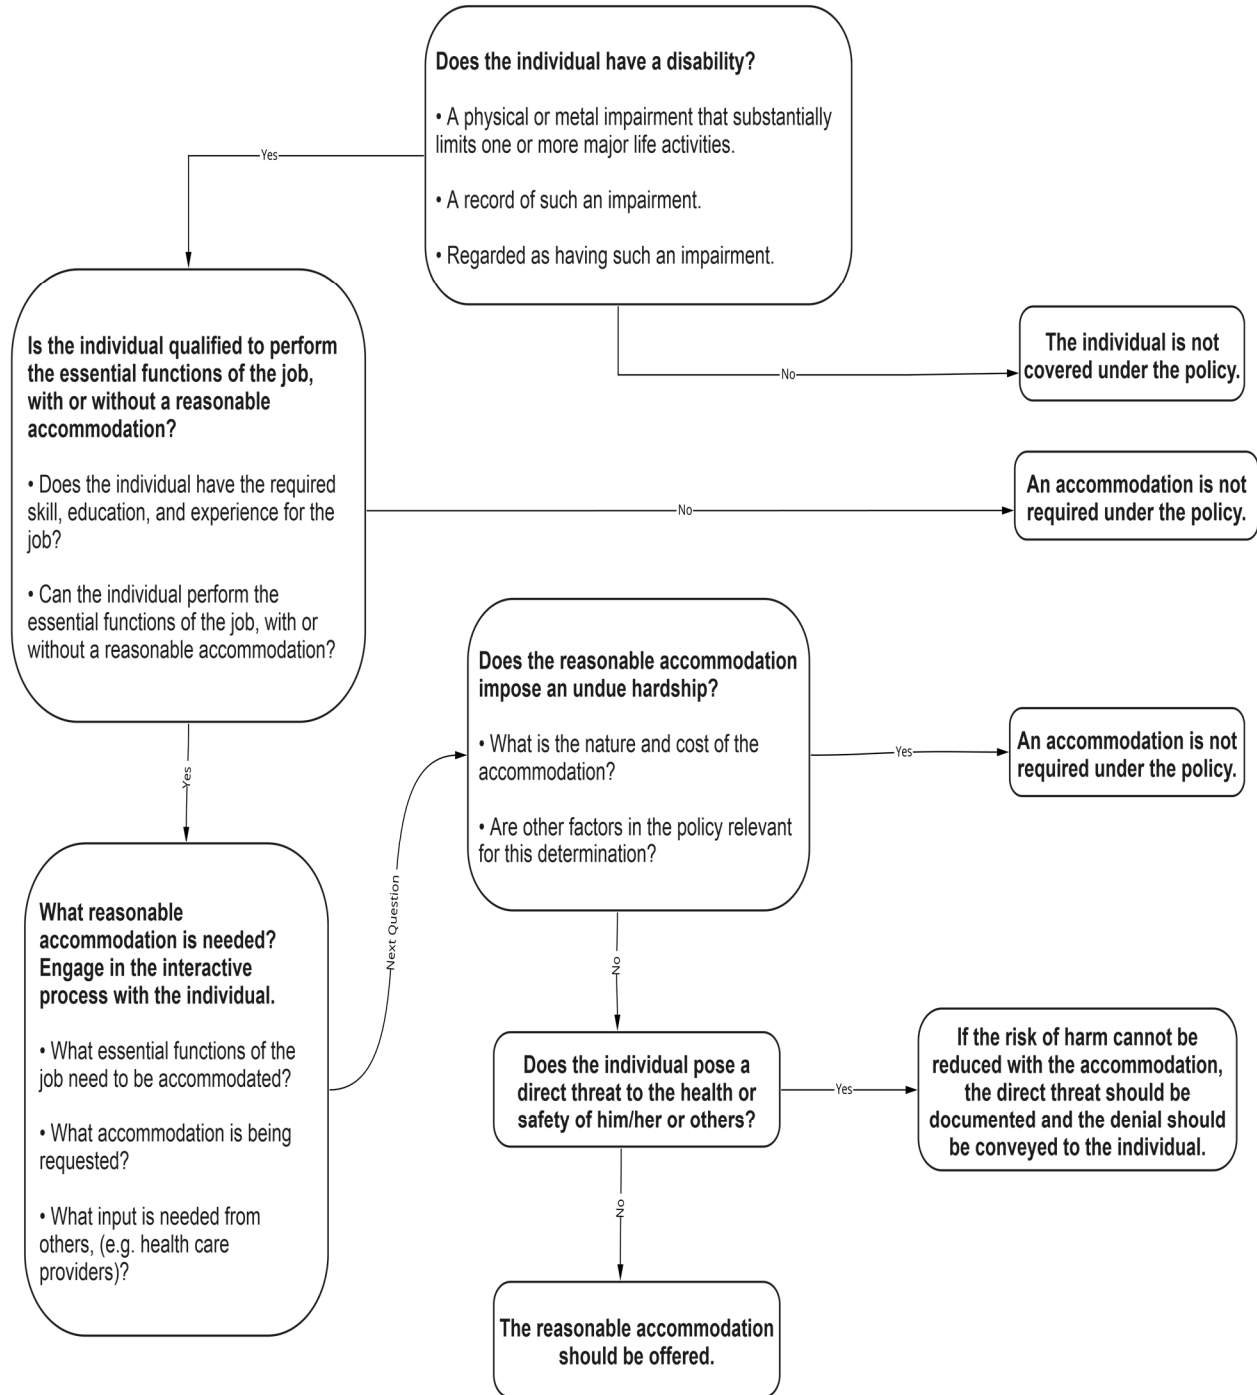 Does the individual have a disability?
• A physical or metal impairment that substantially
limits one or more major life activities.
• A record of such an impairment.
• Regarded as having such an impairment.
Yes
No
The individual is not
covered under the policy.
Is the individual qualified to perform
the essential functions of the job,
with or without a reasonable
accommodation?
• Does the individual have the required
skill, education, and experience for the
job?
• Can the individual perform the
essential functions of the job, with or
without a reasonable accommodation?
No
An accommodation is not
required under the policy.
Yes
What reasonable
accommodation is needed?
Engage in the interactive
process with the individual.
• What essential functions of the
job need to be accommodated?
• What accommodation is being
requested?
• What input is needed from
others, (e.g. health care
providers)?
Next Question
Does the reasonable accommodation
impose an undue hardship?
• What is the nature and cost of the
accommodation?
• Are other factors in the policy relevant
for this determination?
Yes
An accommodation is not
required under the policy.
No
Does the individual pose a
direct threat to the health or
safety of him/her or others?
Yes
If the risk of harm cannot be
reduced with the accommodation,
the direct threat should be
documented and the denial should
be conveyed to the individual.
No
The reasonable accommodation
should be offered.